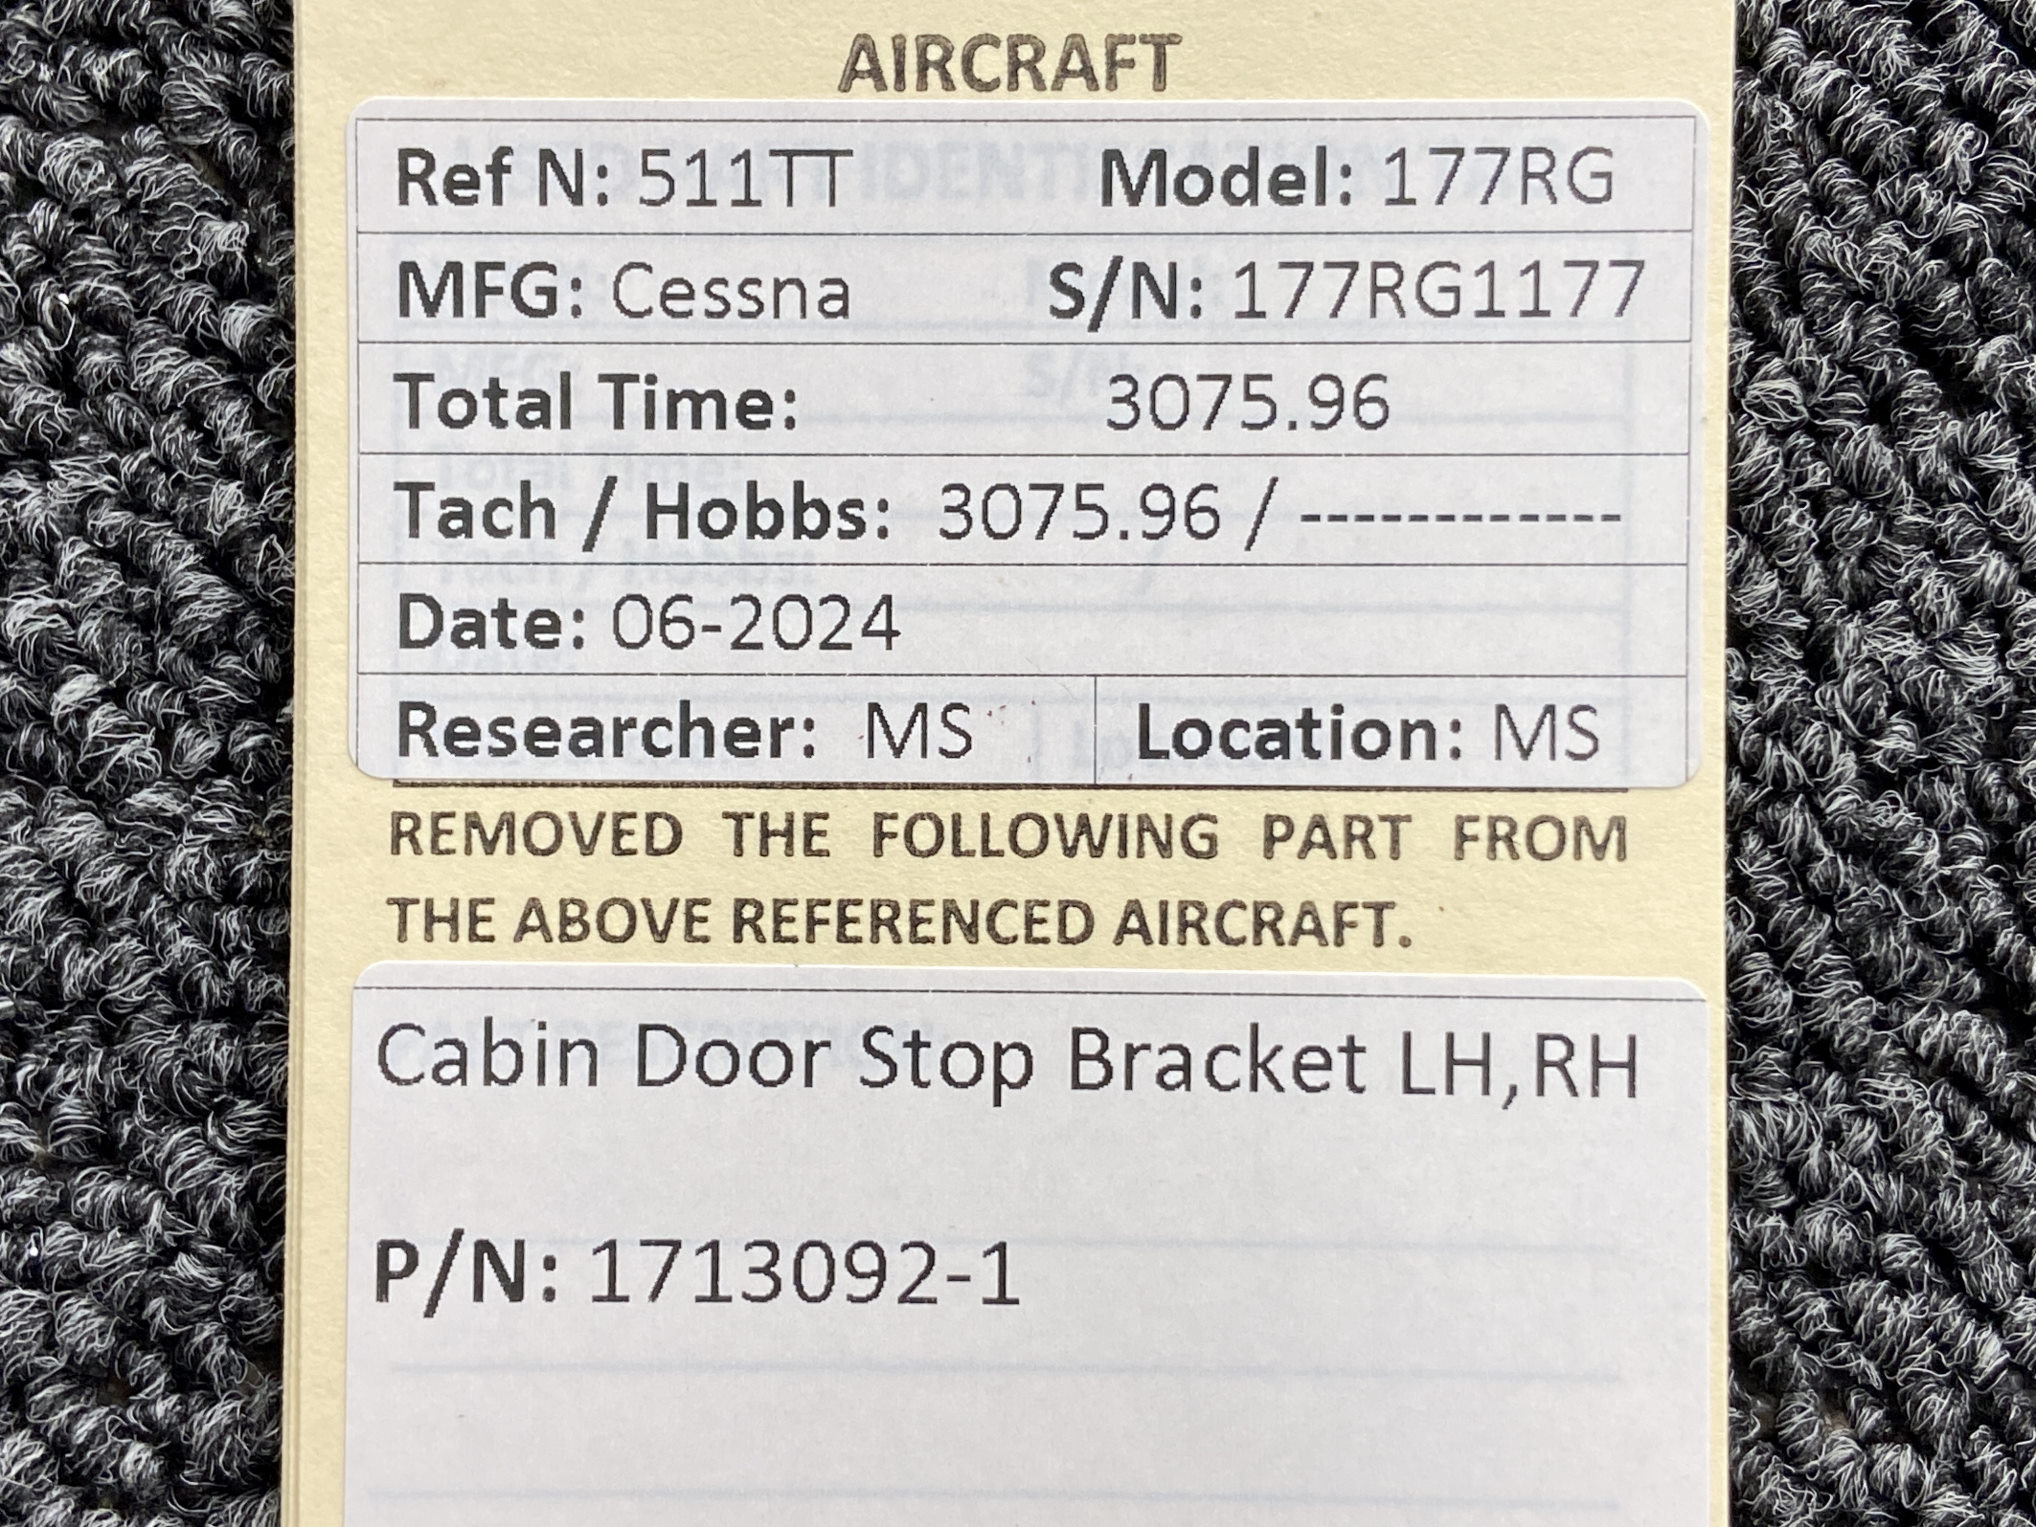 AIRCRAFT
Ref N: 511TT Model: 177RG
MFG: Cessna S/N: 177RG1177
Total Time: 3075.96
Tach / Hobbs: 3075.96 / ------------
Date: 06-2024
Researcher: MS Location: MS
REMOVED THE FOLLOWING PART FROM
THE ABOVE REFERENCED AIRCRAFT.
Cabin Door Stop Bracket LH,RH
P/N: 1713092-1